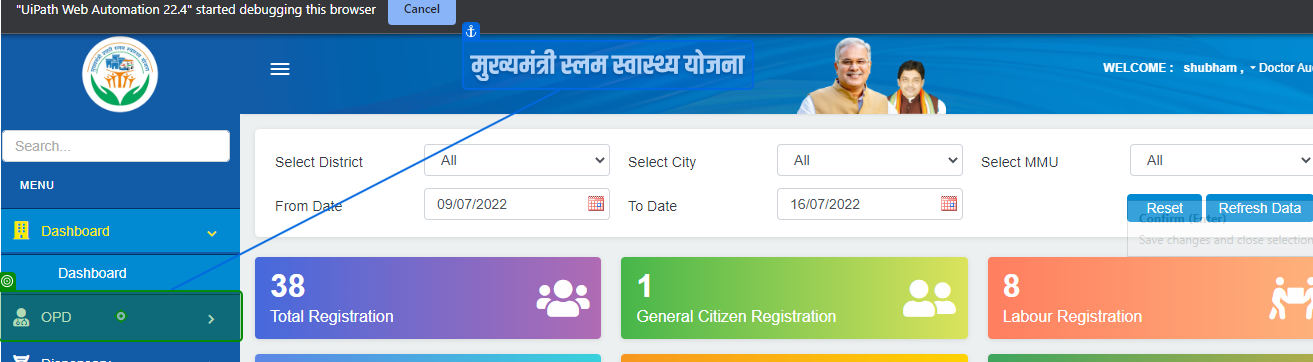 "UiPath Web Automation 22.4" started debugging this browser
Cancel
मुख्यमंत्री स्लम स्वास्थ्य योजना
WELCOME : shubham , Doctor Au
Search...
MENU
Dashboard
Dashboard
OPD
Select District
All
Select City
All
Select MMU
All
From Date
09/07/2022
To Date
16/07/2022
Reset
Refresh Data
Confirm (Enter)
Save changes and close selection
38
Total Registration
1
General Citizen Registration
8
Labour Registration